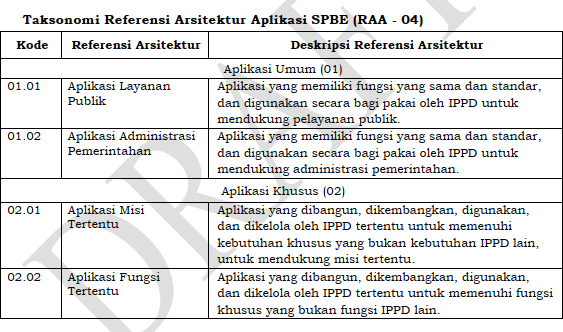 Taksonomi Referensi Arsitektur Aplikasi SPBE (RAA - 04)
Kode Referensi Arsitektur Deskripsi Referensi Arsitektur
Aplikasi Umum (01)
01.01 Aplikasi Layanan Aplikasi yang memiliki fungsi yang sama dan standar,
Publik dan digunakan secara bagi pakai oleh IPPD untuk
mendukung pelayanan publik.
01.02 Aplikasi Administrasi Aplikasi yang memiliki fungsi yang sama dan standar,
Pemerintahan dan digunakan secara bagi pakai oleh IPPD untuk
mendukung administrasi pemerintahan.
Aplikasi Khusus (02)
02.01 Aplikasi Misi Aplikasi yang dibangun, dikembangkan, digunakan,
Tertentu dan dikelola oleh IPPD tertentu untuk memenuhi
kebutuhan khusus yang bukan kebutuhan IPPD lain,
untuk mendukung misi tertentu.
02.02 Aplikasi Fungsi Aplikasi yang dibangun, dikembangkan, digunakan,
Tertentu dan dikelola oleh IPPD tertentu untuk memenuhi fungsi
khusus yang bukan fungsi IPPD lain.
DRAFT